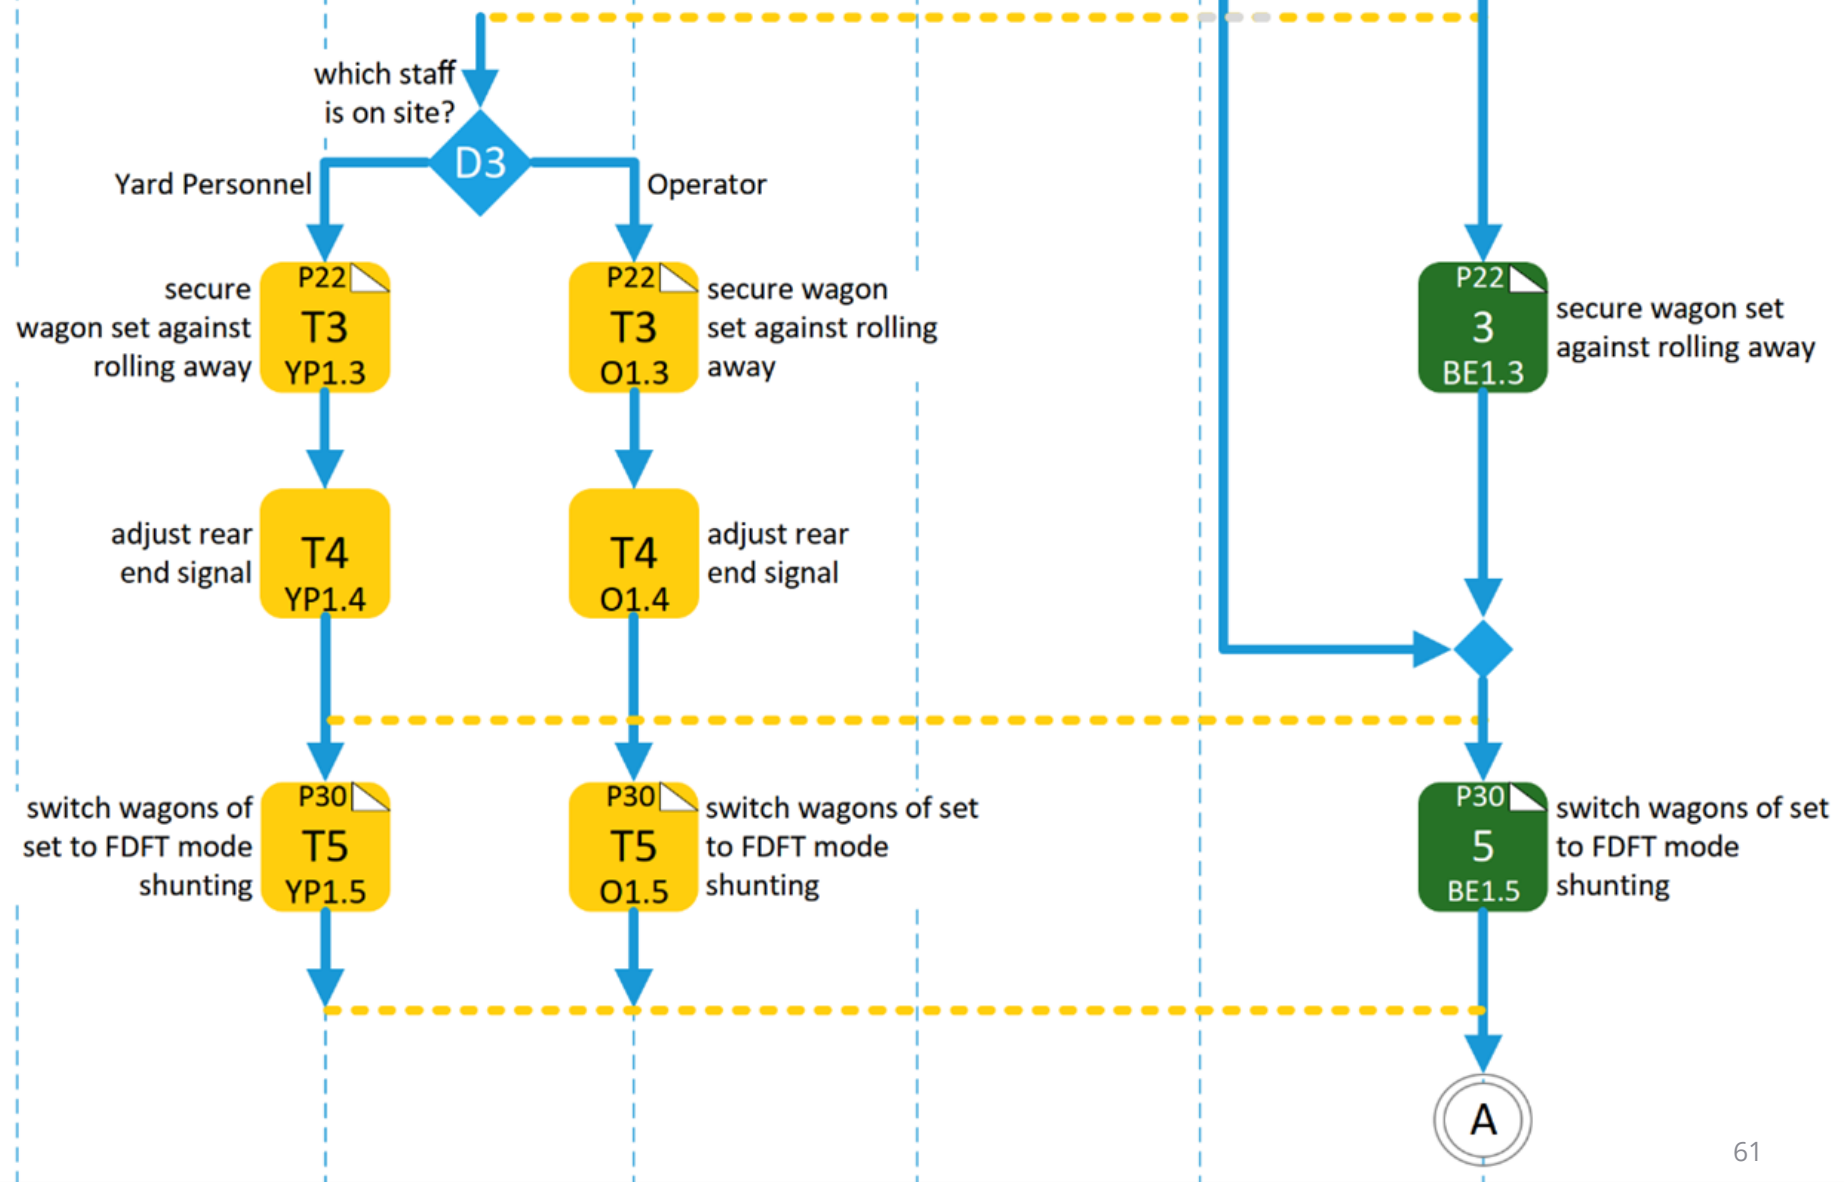 which staff
is on site?
D3
Yard Personnel
Operator
secure
wagon set against
rolling away
P22
T3
YP1.3
P22
T3
O1.3
secure wagon
set against rolling
away
P22
3
BE1.3
secure wagon set
against rolling away
adjust rear
end signal
T4
YP1.4
T4
O1.4
adjust rear
end signal
switch wagons of
set to FDFT mode
shunting
P30
T5
YP1.5
P30
T5
O1.5
switch wagons of set
to FDFT mode
shunting
P30
5
BE1.5
switch wagons of set
to FDFT mode
shunting
A
61